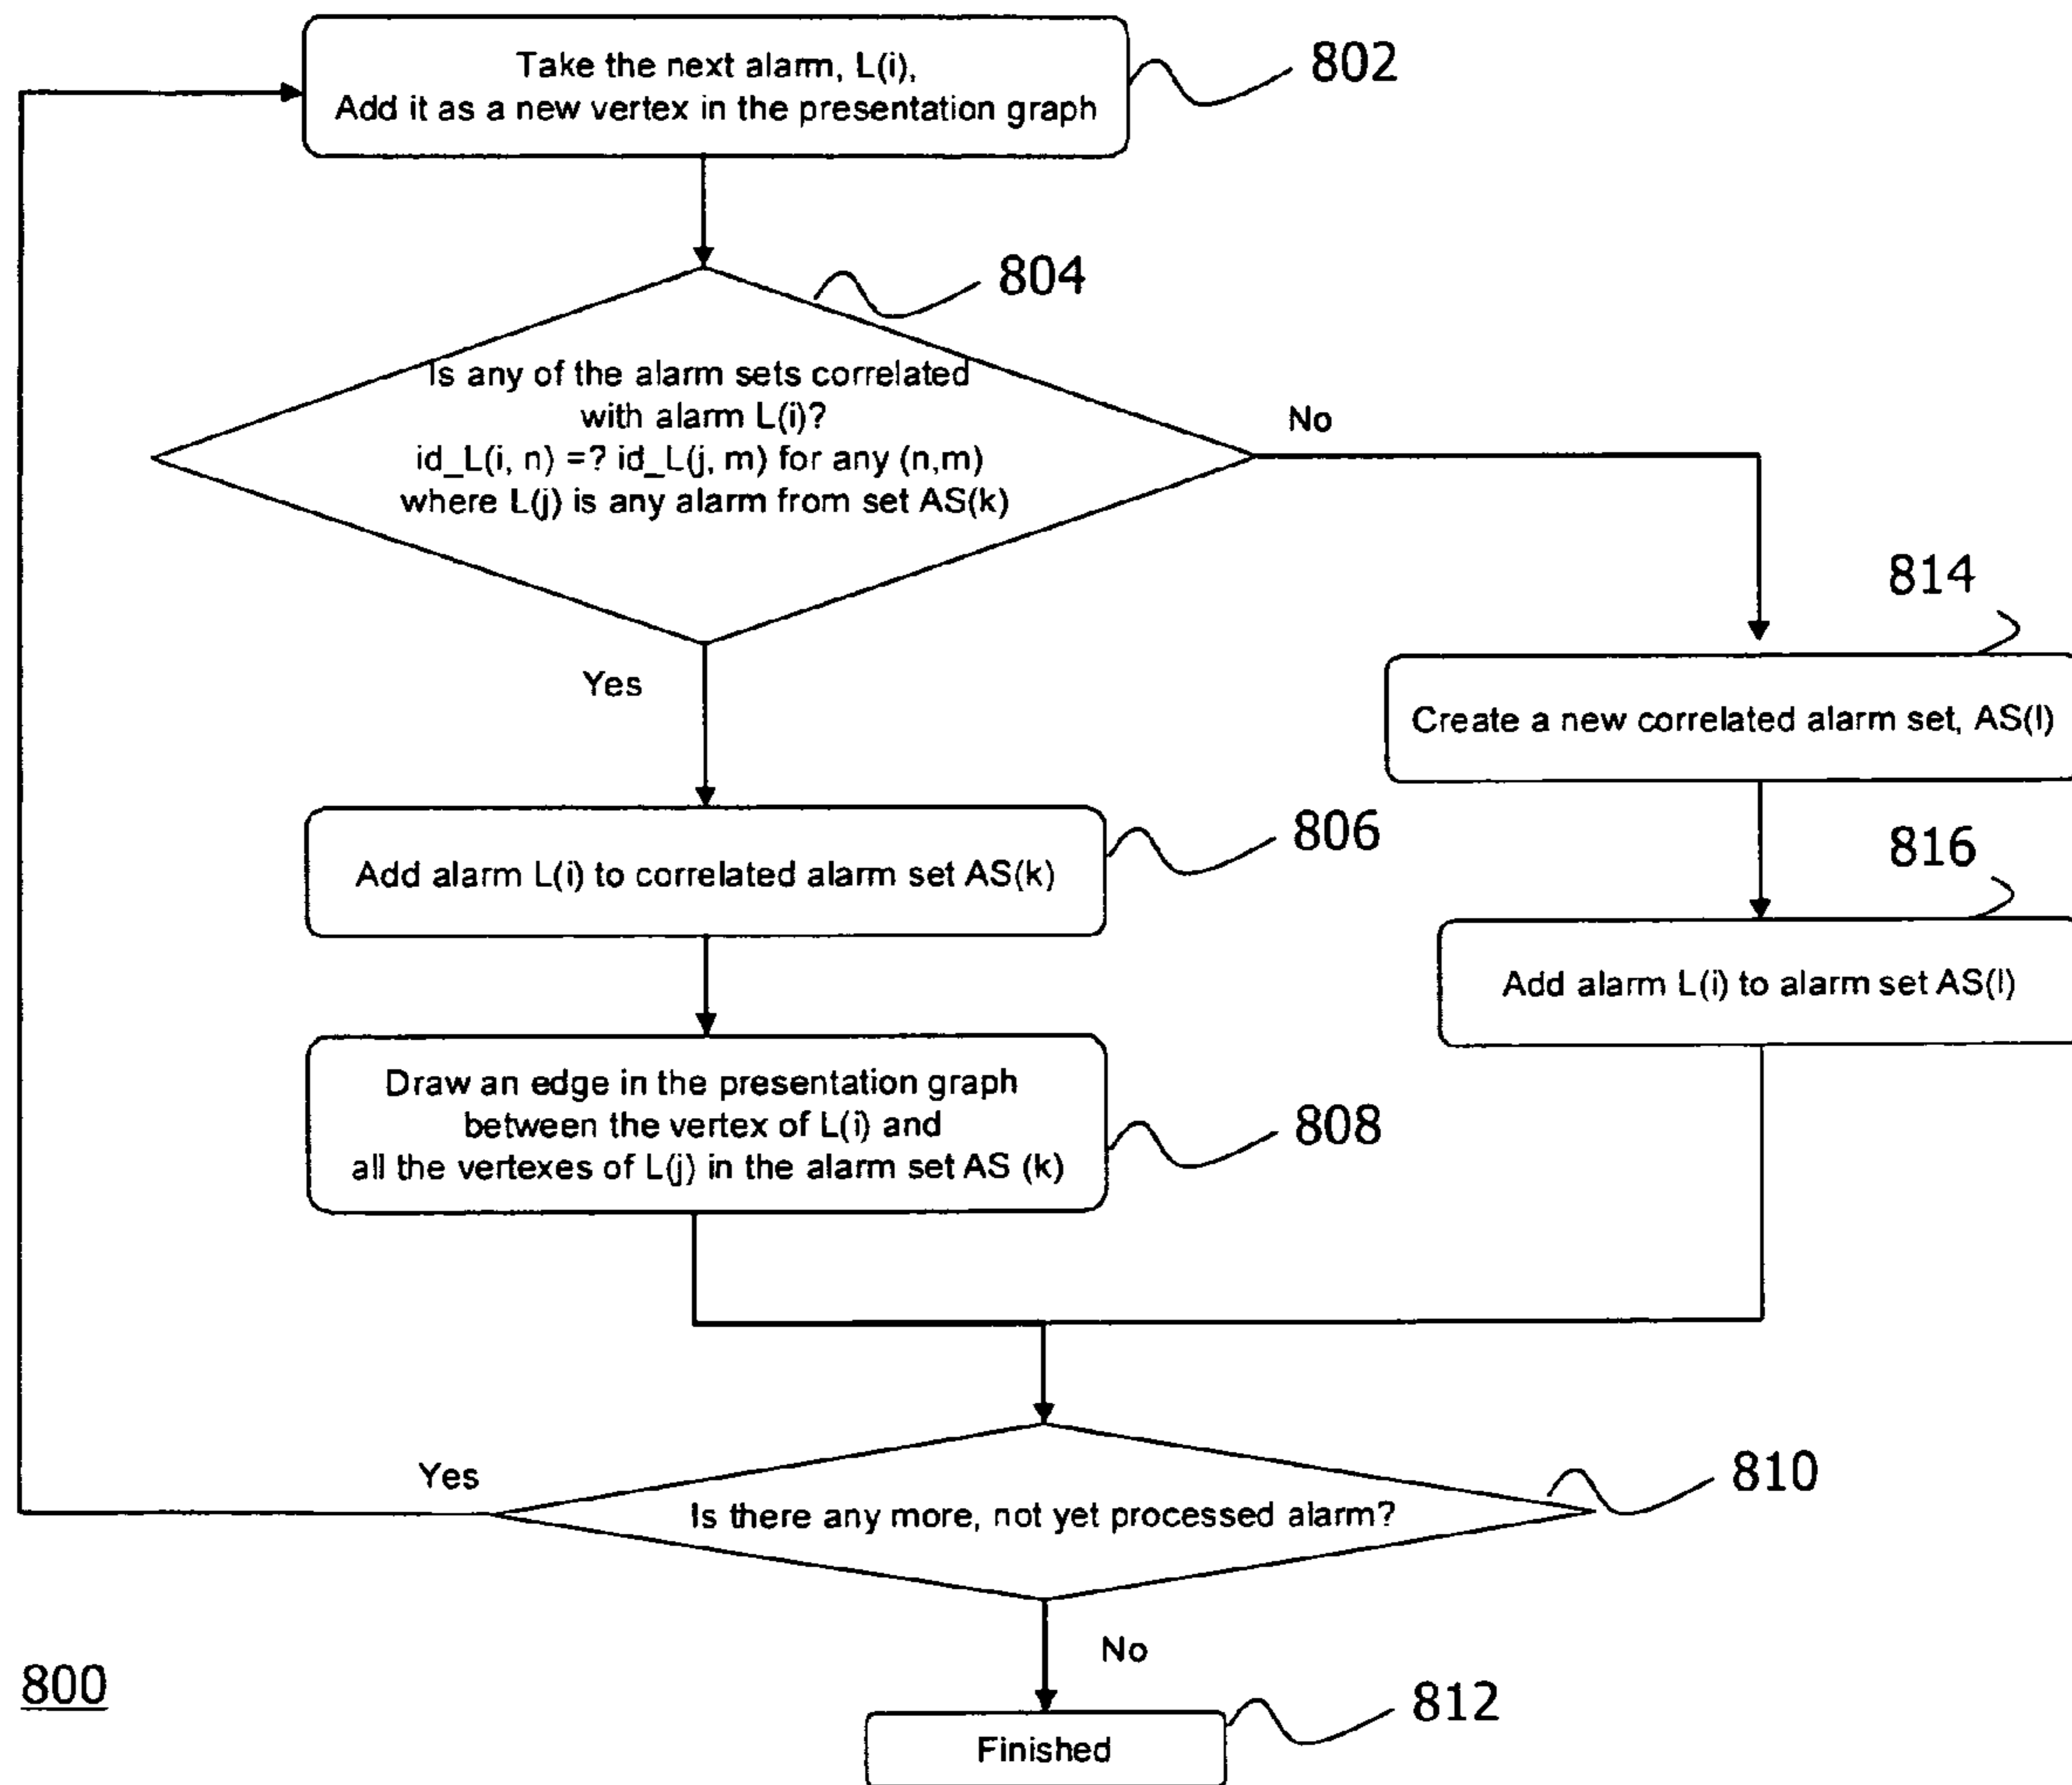 Take the next alarm, L(i),
Add it as a new vertex in the presentation graph
802
804
Is any of the alarm sets correlated
with alarm L(i)?
id_L(i, n) =? id_L(j, m) for any (n,m)
where L(j) is any alarm from set AS(k)
No
Yes
814
Create a new correlated alarm set, AS(l)
806
Add alarm L(i) to correlated alarm set AS(k)
816
Add alarm L(i) to alarm set AS(l)
Draw an edge in the presentation graph
between the vertex of L(i) and
all the vertexes of L(j) in the alarm set AS (k)
808
Yes
Is there any more, not yet processed alarm?
810
No
800
812
Finished